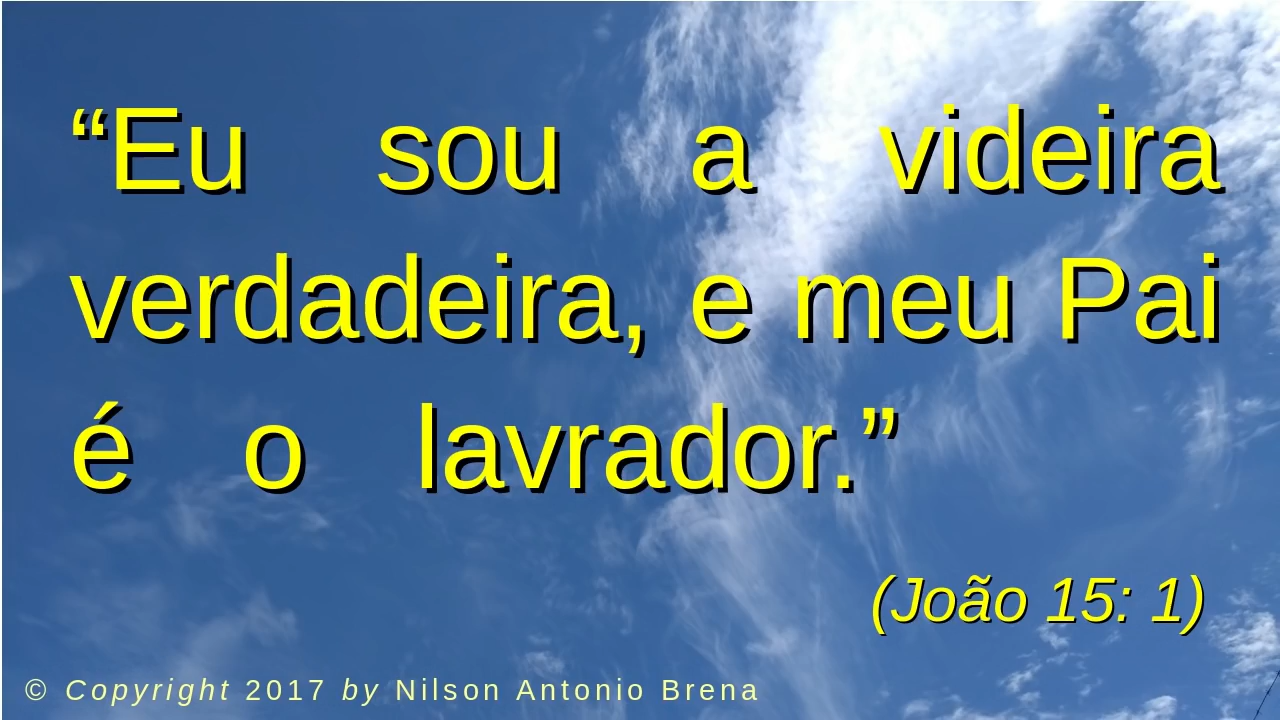 “Eu sou a videira
verdadeira, e meu Pai
é o lavrador.”
(João 15: 1)
© Copyright 2017 by Nilson Antonio Brena